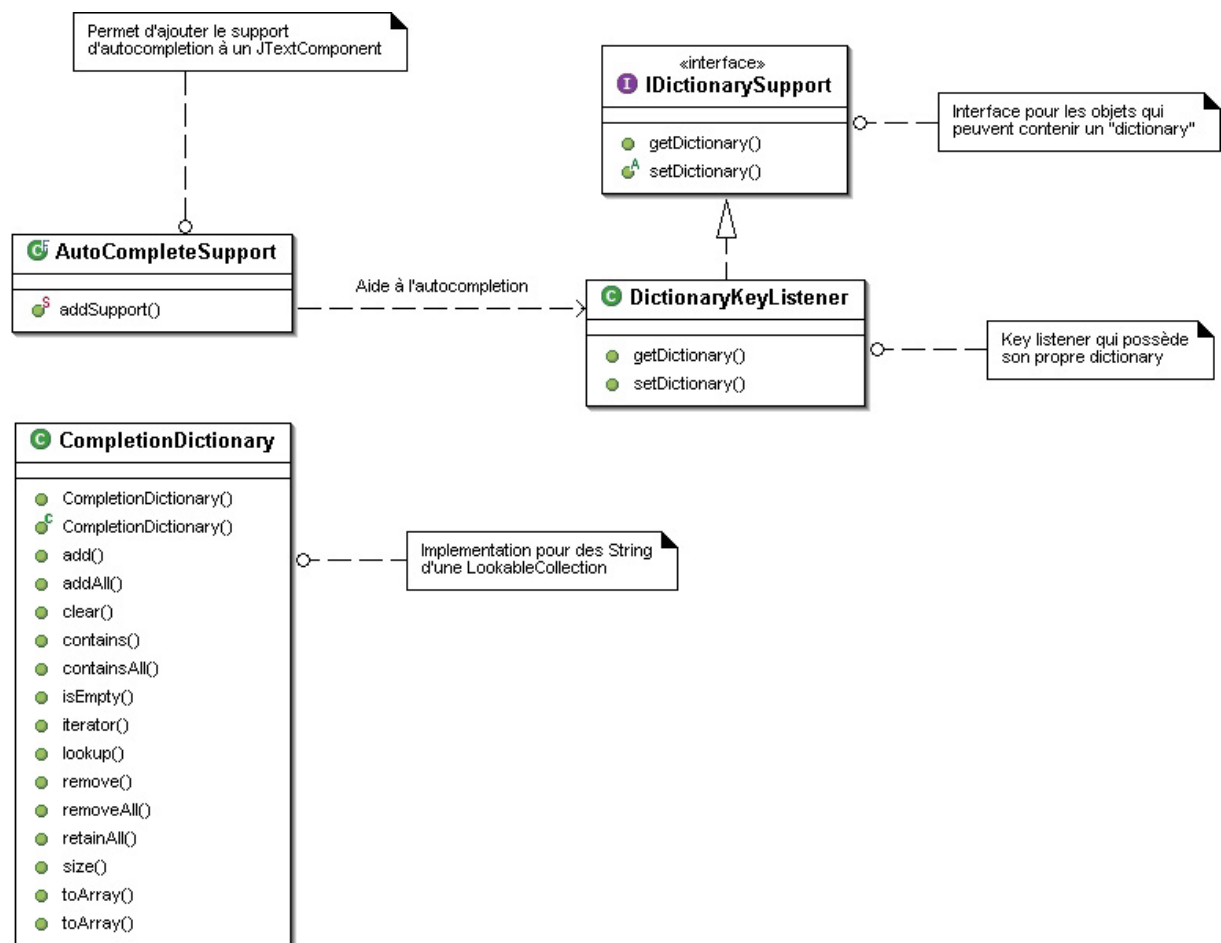 Permet d'ajouter le support
d'autocompletion à un JTextComponent
«interface»
I IDictionarySupport
getDictionary()
A setDictionary()
Interface pour les objets qui
peuvent contenir un "dictionary"
C F AutoCompleteSupport
S addSupport()
Aide à l'autocompletion
C DictionaryKeyListener
getDictionary()
setDictionary()
Key listener qui possède
son propre dictionary
C CompletionDictionary
CompletionDictionary()
C CompletionDictionary()
add()
addAll()
clear()
contains()
containsAll()
isEmpty()
iterator()
lookup()
remove()
removeAll()
retainAll()
size()
toArray()
toArray()
Implementation pour des String
d'une LookableCollection